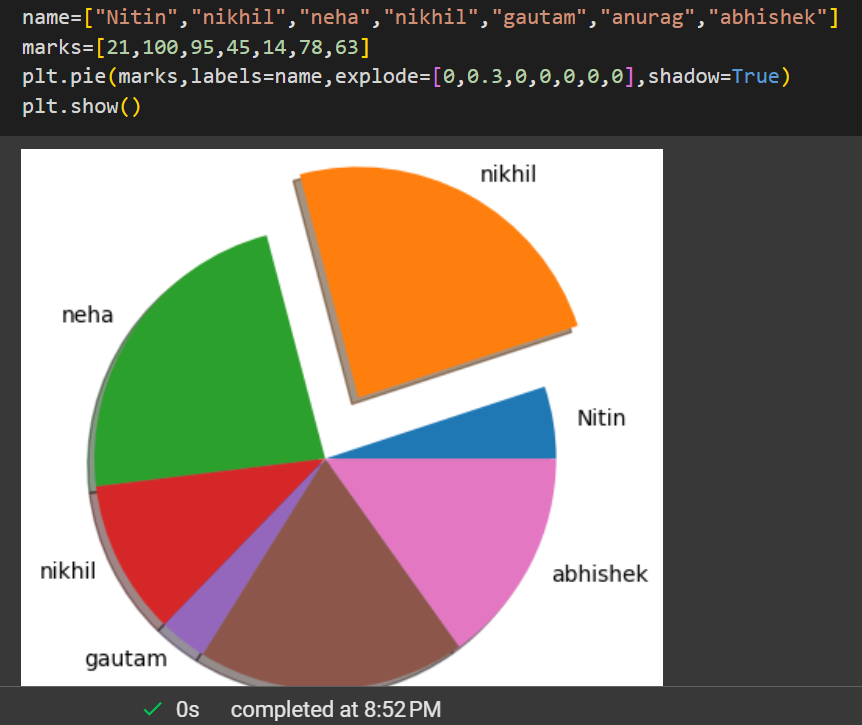 name=["Nitin","nikhil","neha","nikhil","gautam","anurag","abhishek"]
marks=[21,100,95,45,14,78,63]
plt.pie(marks,labels=name,explode=[0,0.3,0,0,0,0,0],shadow=True)
plt.show()
nikhil
neha
Nitin
nikhil
abhishek
gautam
0s completed at 8:52 PM